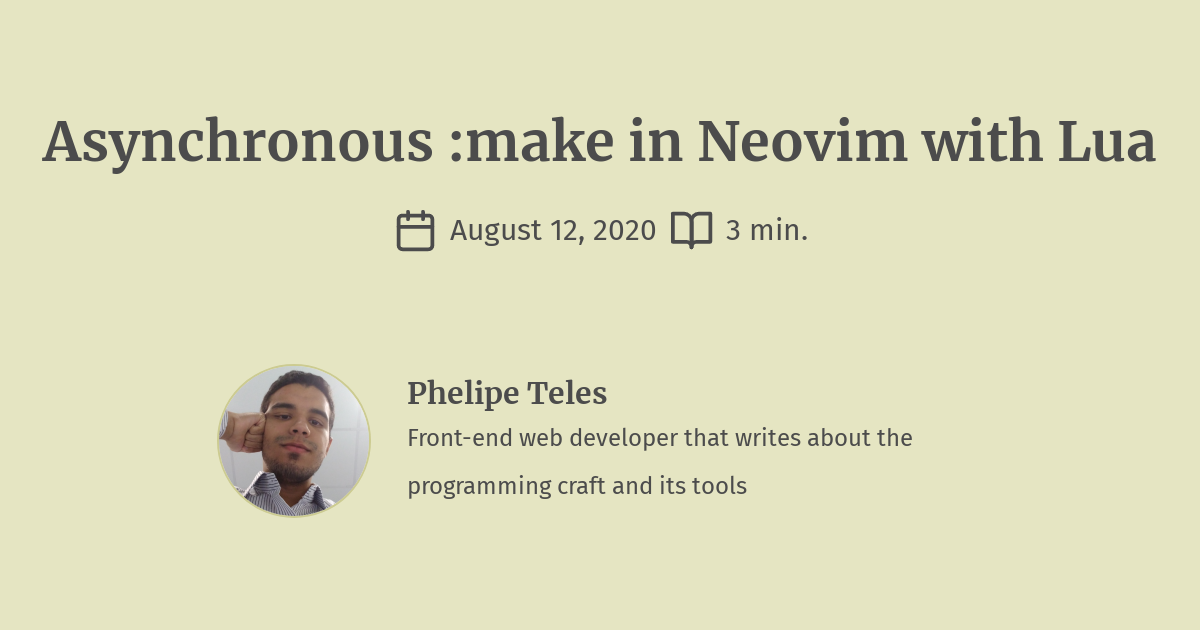 Asynchronous :make in Neovim with Lua
August 12, 2020 3 min.
Phelipe Teles
Front-end web developer that writes about the
programming craft and its tools